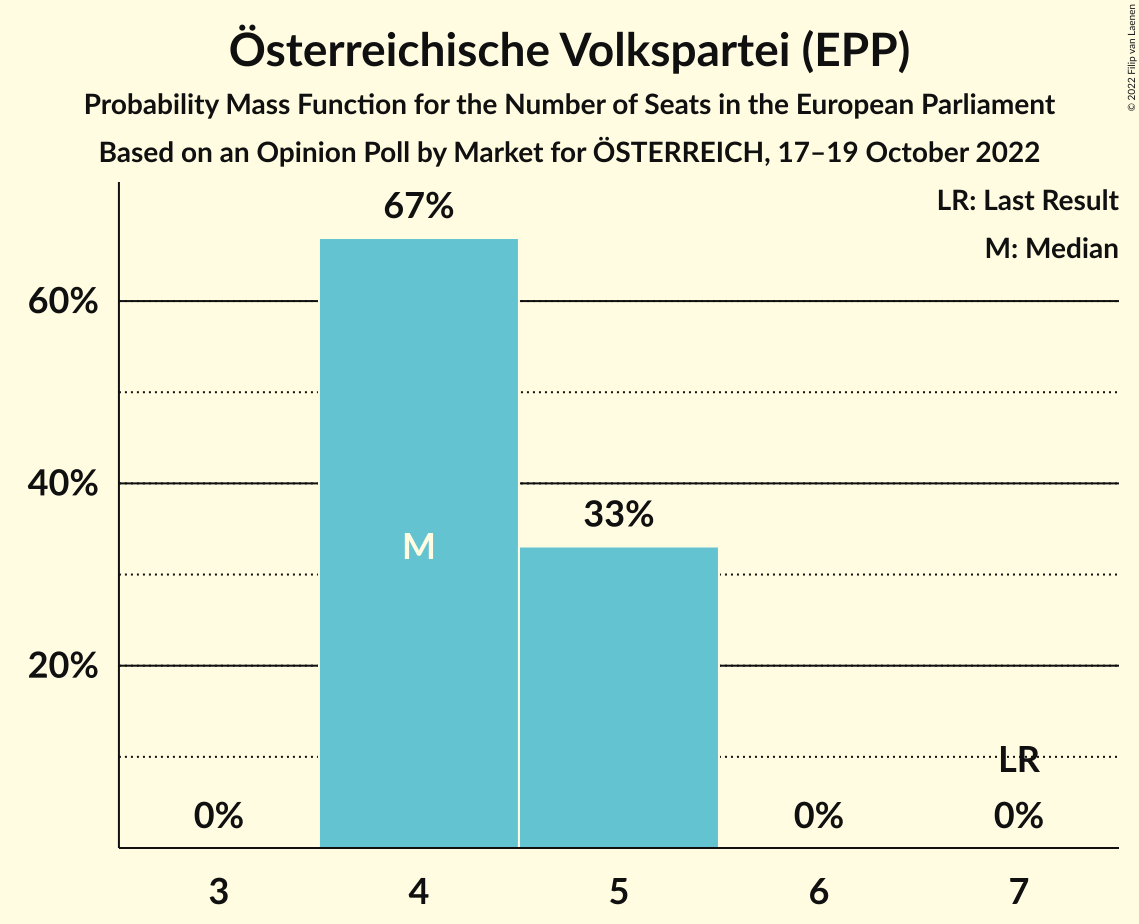 Österreichische Volkspartei (EPP)
Probability Mass Function for the Number of Seats in the European Parliament
Based on an Opinion Poll by Market for ÖSTERREICH, 17–19 October 2022
© 2022 Filip van Laenen
LR: Last Result
M: Median
67%
60%
40%
33%
M
20%
LR
0%
0%
0%
3
4
5
6
7